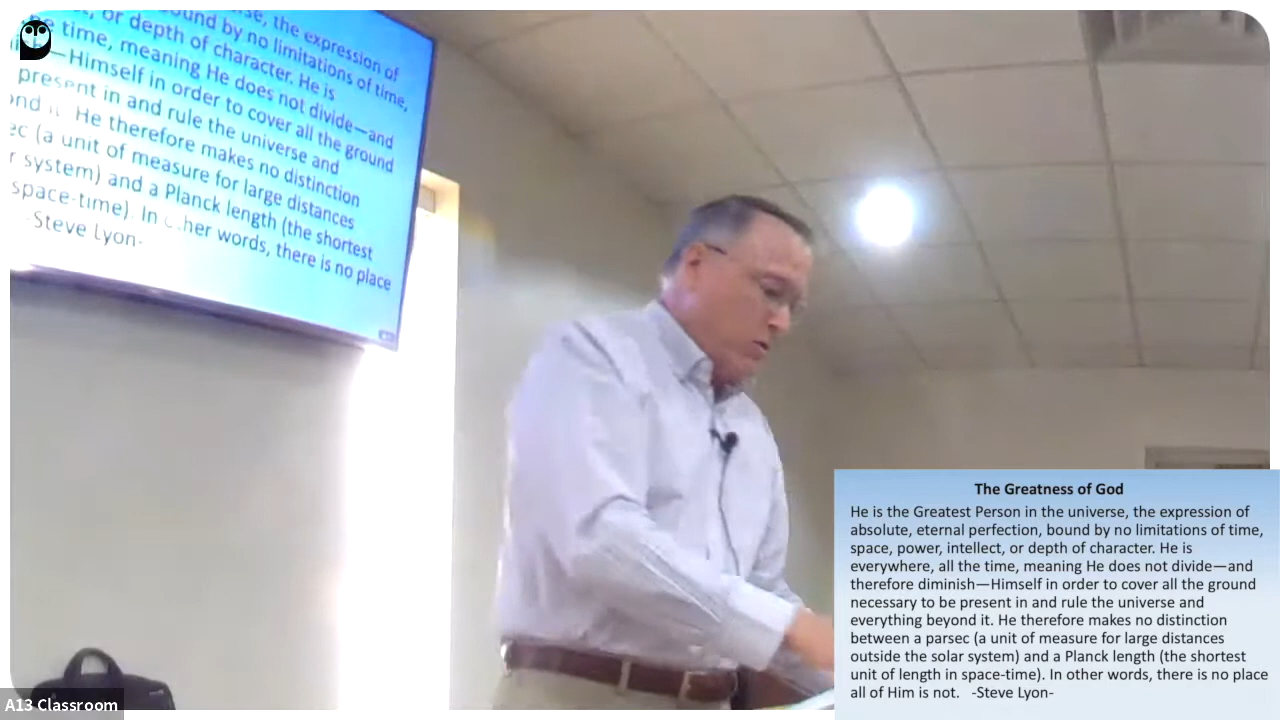 se, the expression of
ound by no limitations of time,
, or depth of character. He is
e time, meaning He does not divide—and
—Himself in order to cover all the ground
present in and rule the universe and
ond it. He therefore makes no distinction
ec (a unit of measure for large distances
r system) and a Planck length (the shortest
space-time). In other words, there is no place
-Steve Lyon-
The Greatness of God
He is the Greatest Person in the universe, the expression of
absolute, eternal perfection, bound by no limitations of time,
space, power, intellect, or depth of character. He is
everywhere, all the time, meaning He does not divide—and
therefore diminish—Himself in order to cover all the ground
necessary to be present in and rule the universe and
everything beyond it. He therefore makes no distinction
between a parsec (a unit of measure for large distances
outside the solar system) and a Planck length (the shortest
unit of length in space-time). In other words, there is no place
all of Him is not. -Steve Lyon-
A13 Classroom